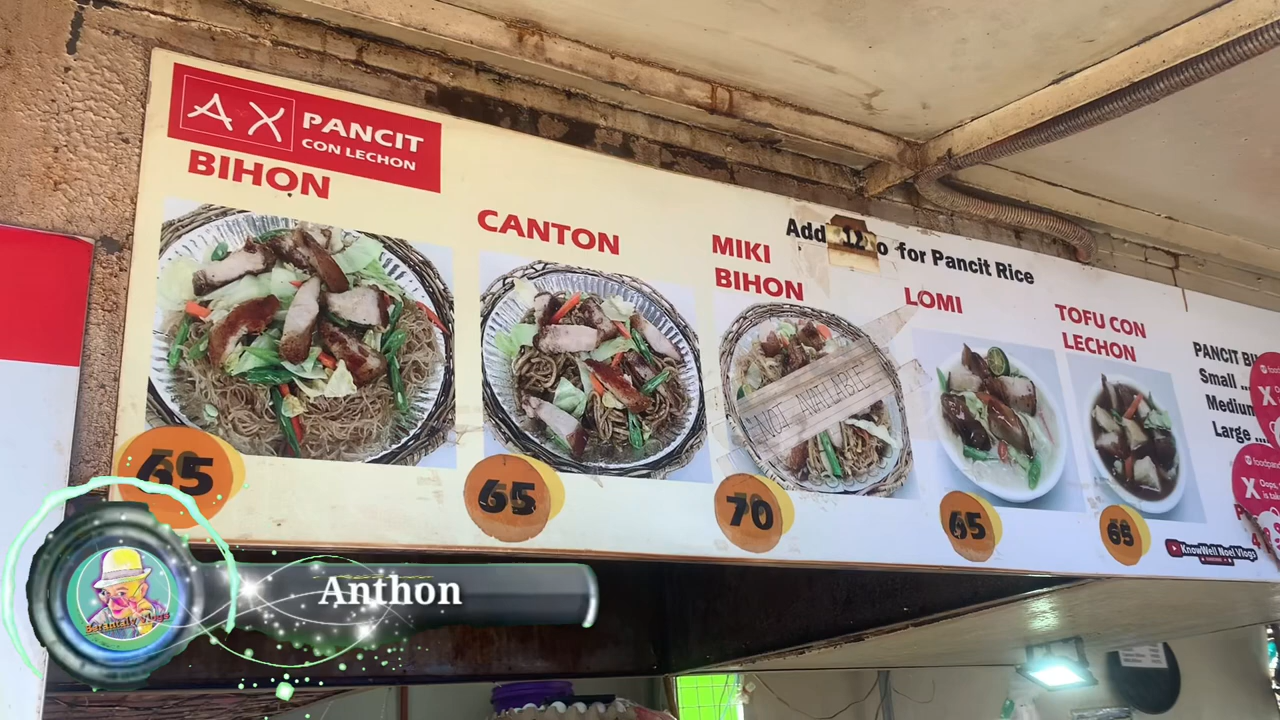 AX PANCIT
CON LECHON
BIHON
65
CANTON
65
MIKI
BIHON
NOT AVAILABLE
70
Add 12 for Pancit Rice
LOMI
65
TOFU CON
LECHON
65
PANCIT
Small ...
Medium
Large ....
foodpanda
X
KnowWell Noel Vlogs
Anthon